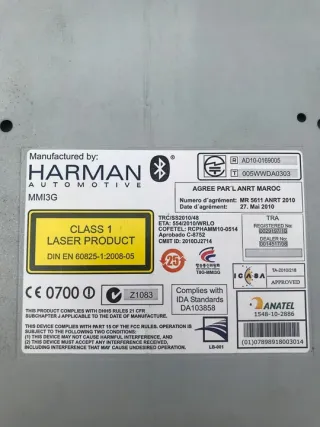 Manufactured by:
HARMAN
AUTOMOTIVE
MMI3G
R AD10-0169005
T 005WWDA0303
AGREE PAR L'ANRT MAROC
Numero d'agrément: MR 5611 ANRT 2010
Date d'agrément: 27. Mai 2010
CLASS 1
LASER PRODUCT
DIN EN 60825-1:2008-05
TRC/SS2010/48
ETA: 554/2010/WRLO
COFETEL: RCPHAMM10-0514
Aprobado C-8752
CMIIT 2010DJ2714
TRA
REGISTERED No
DEALER No
25
ICASA
TA-2010/218
APPROVED
CE 0700
Z1083
Complies with
IDA Standards
DA103858
ANATEL
1548-10-2886
(01)07898918003014
THIS PRODUCT COMPLIES WITH DHHS RULES 21 CFR
SUBCHAPTER J APPLICABLE TO THE DATE OF MANUFACTURE.
THIS DEVICE COMPLIES WITH PART 15 OF THE FCC RULES. OPERATION
IS SUBJECT TO THE FOLLOWING TWO CONDITIONS:
(1) THIS DEVICE MAY NOT CAUSE HARMFUL INTERFERENCE, AND
(2) THIS DEVICE MUST ACCEPT ANY INTERFERENCE RECEIVED,
INCLUDING INTERFERENCE THAT MAY CAUSE UNDESIRED OPERATION.